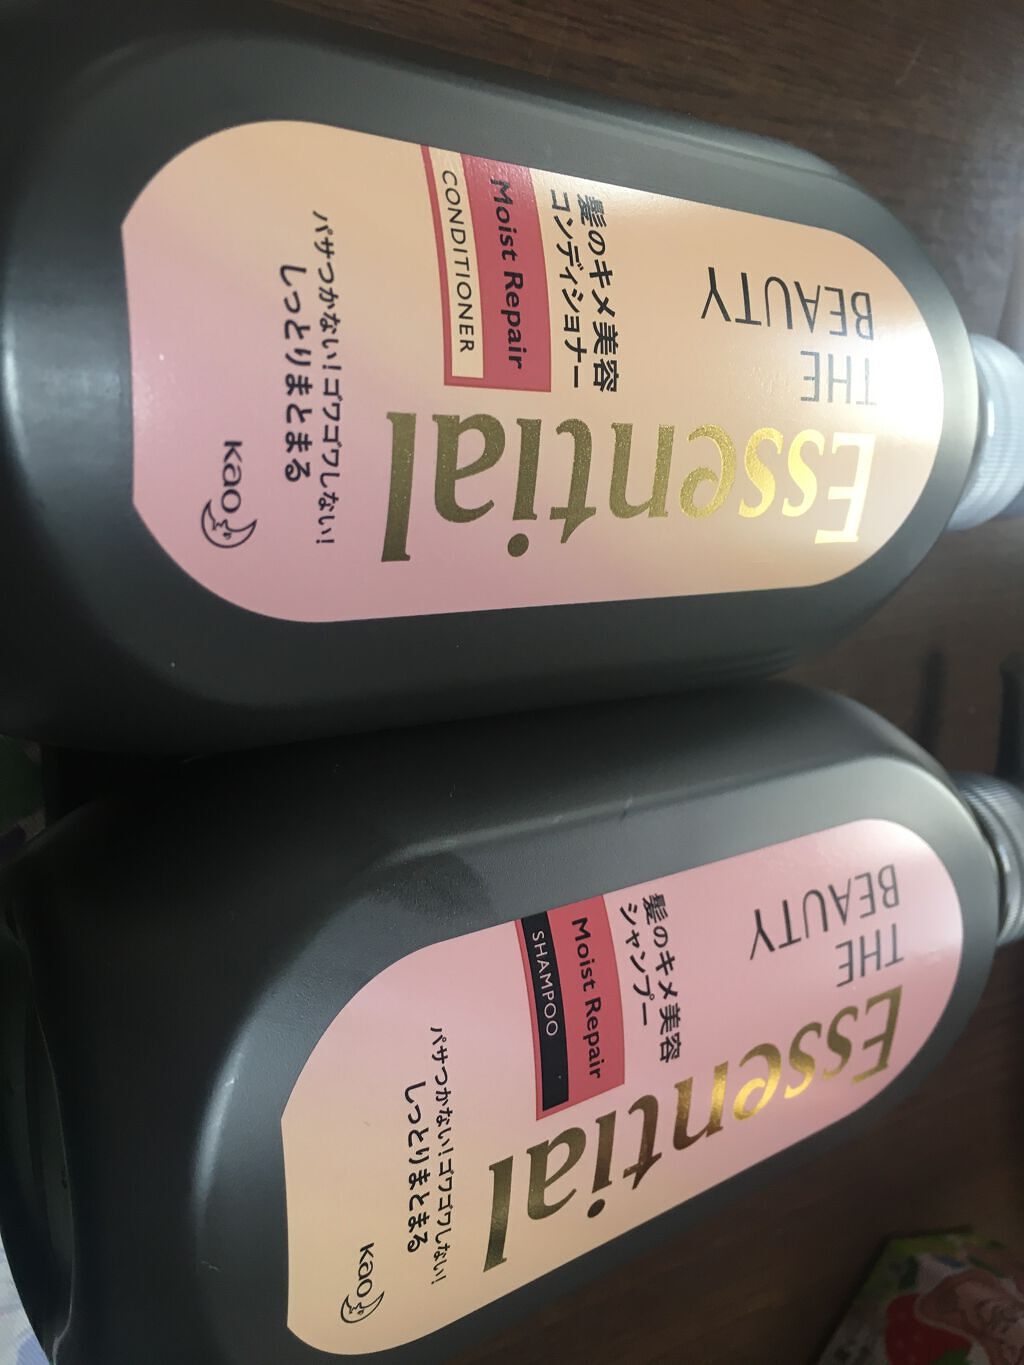 THE
BEAUTY
Essential
髪のキメ美容
コンディショナー
Moist Repair
CONDITIONER
パサつかない!ゴワゴワしない!
しっとりまとまる
Kao
THE
BEAUTY
Essential
髪のキメ美容
シャンプー
Moist Repair
SHAMPOO
パサつかない!ゴワゴワしない!
しっとりまとまる
Kao